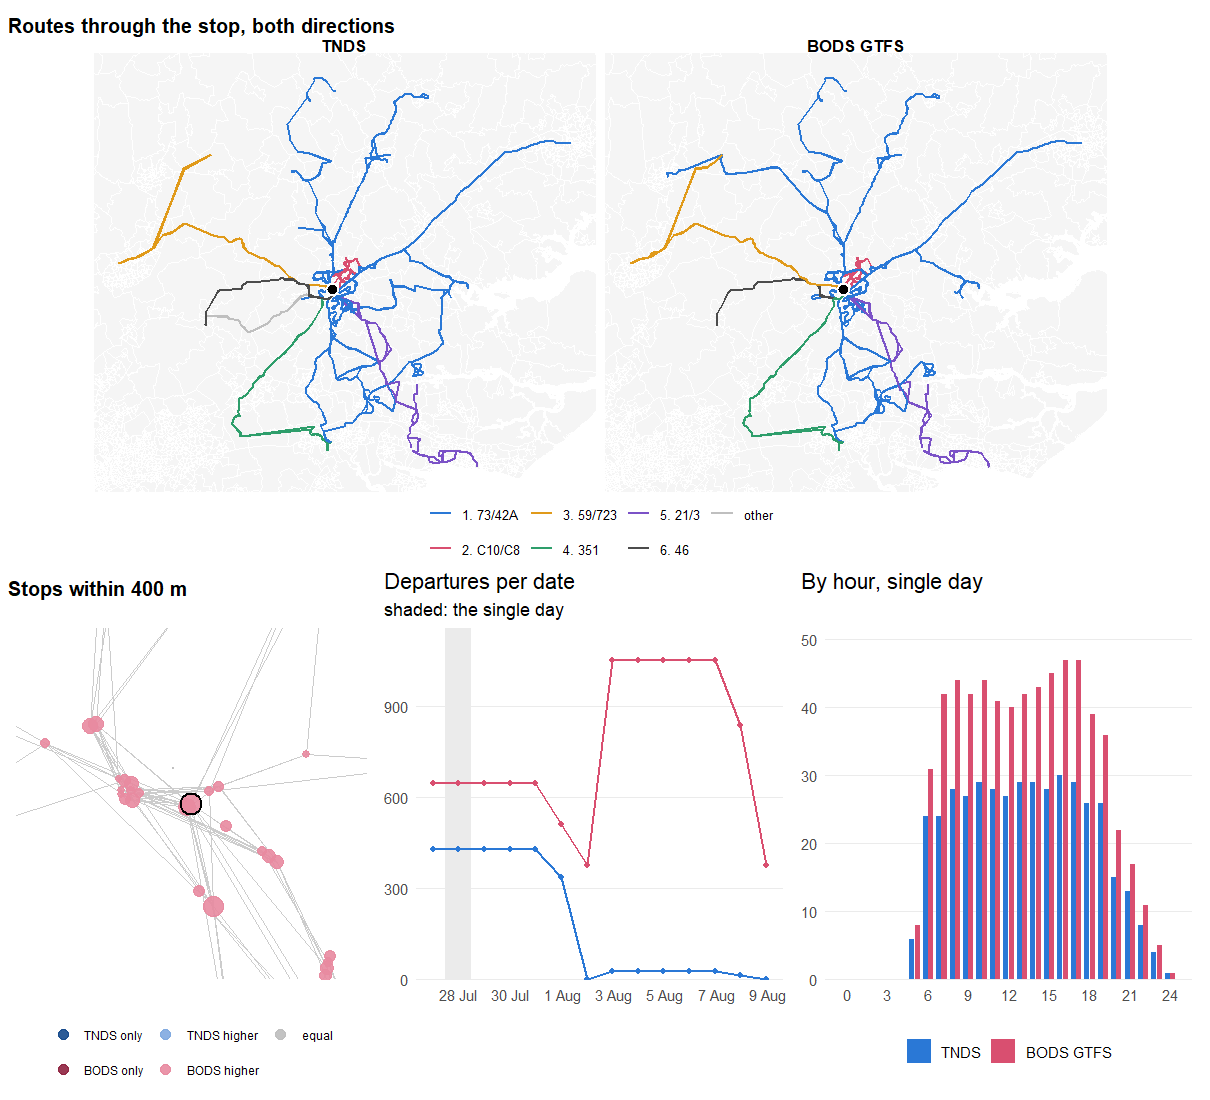 Routes through the stop, both directions
TNDS
BODS GTFS
1. 73/42A
3. 59/723
5. 21/3
other
2. C10/C8
4. 351
6. 46
Stops within 400 m
Departures per date
shaded: the single day
By hour, single day
900
600
300
0
28 Jul
30 Jul
1 Aug
3 Aug
5 Aug
7 Aug
9 Aug
50
40
30
20
10
0
0
3
6
9
12
15
18
21
24
TNDS only
TNDS higher
equal
BODS only
BODS higher
TNDS
BODS GTFS